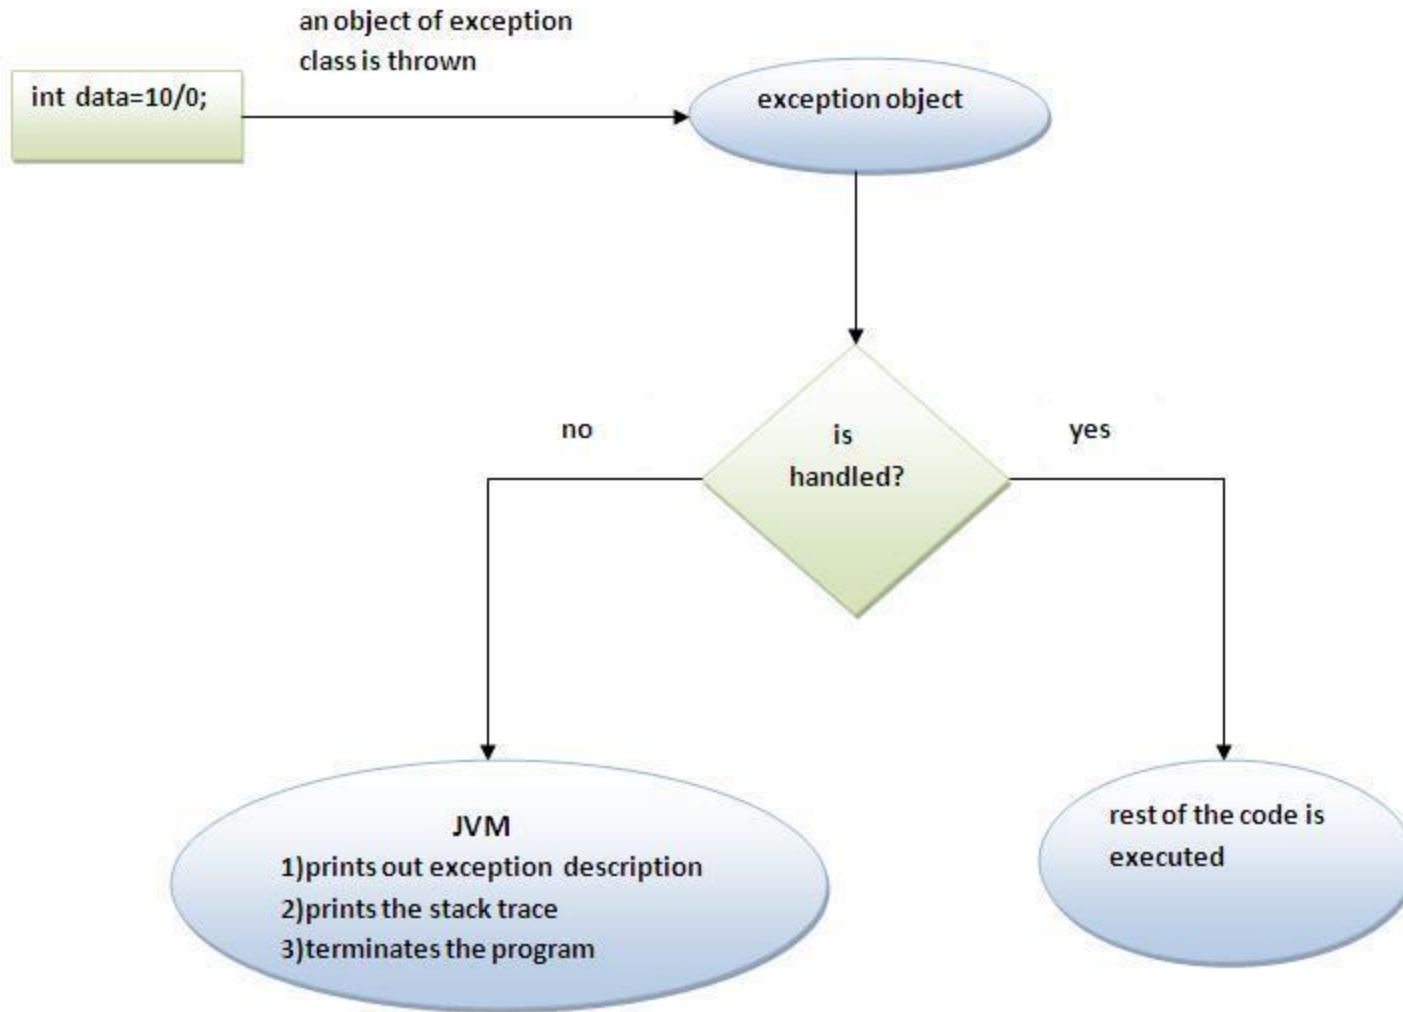 an object of exception
class is thrown
int data=10/0;
exception object
no
is
handled?
yes
JVM
1)prints out exception description
2)prints the stack trace
3)terminates the program
rest of the code is
executed